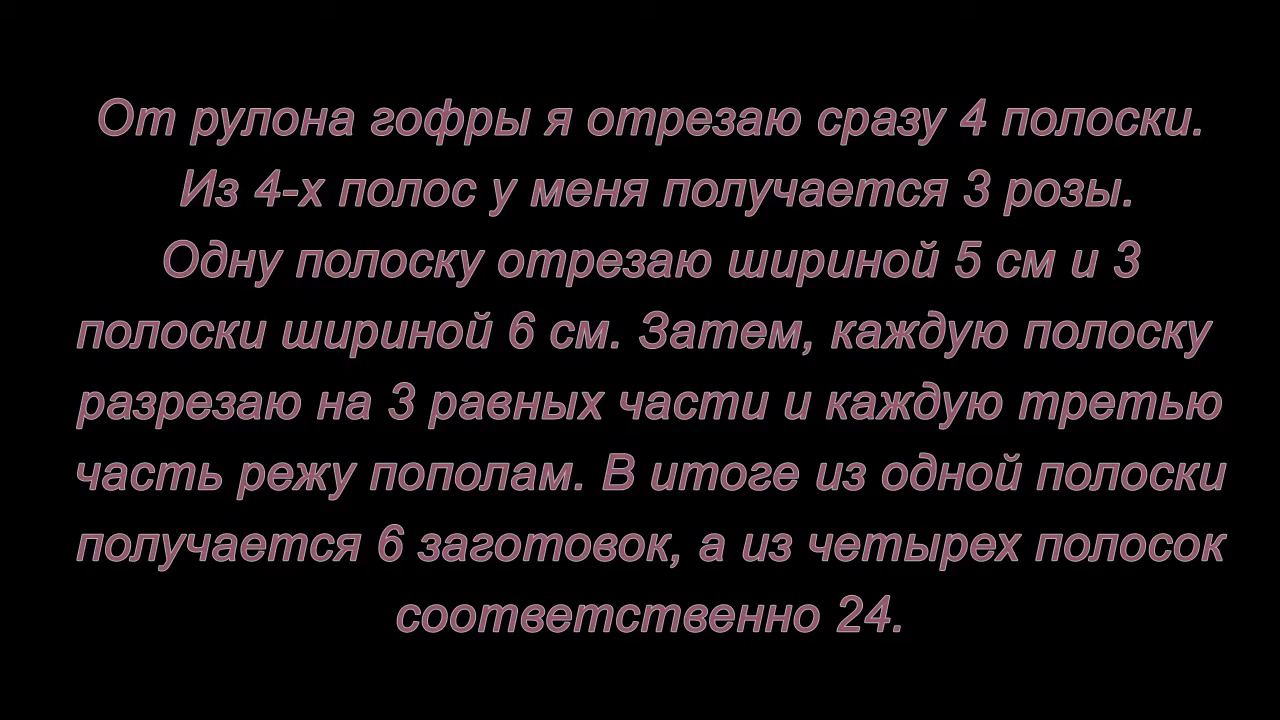 От рулона гофры я отрезаю сразу 4 полоски.
Из 4-х полос у меня получается 3 розы.
Одну полоску отрезаю шириной 5 см и 3
полоски шириной 6 см. Затем, каждую полоску
разрезаю на 3 равных части и каждую третью
часть режу пополам. В итоге из одной полоски
получается 6 заготовок, а из четырех полосок
соответственно 24.